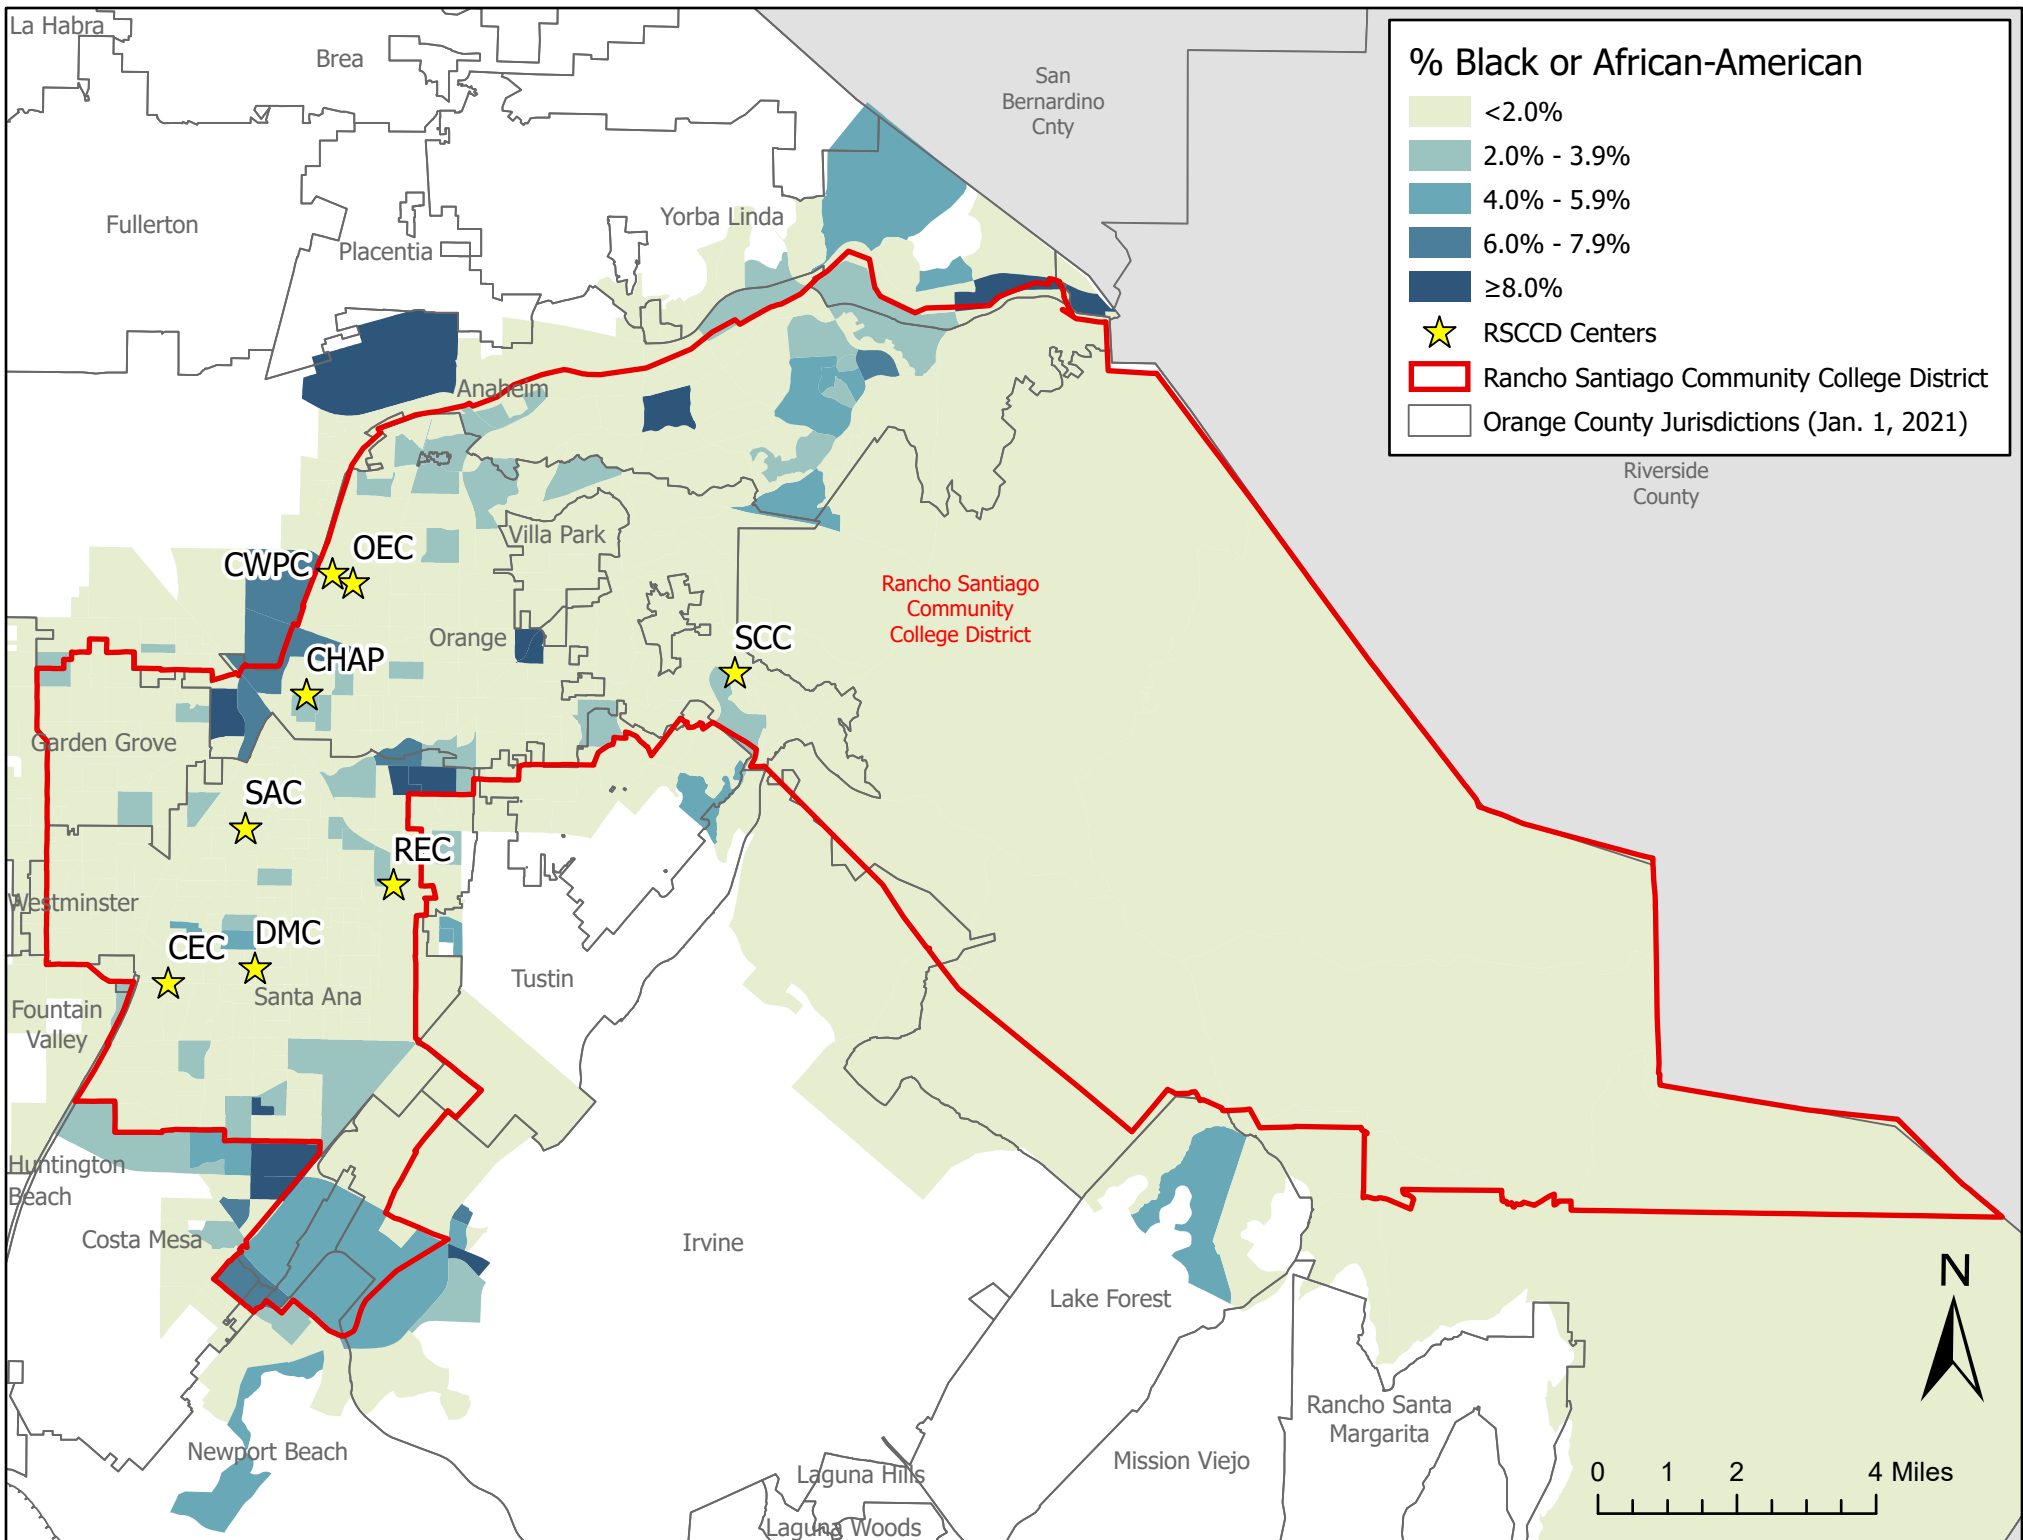 La Habra
Brea
San
Bernardino
Cnty
% Black or African-American
<2.0%
2.0% - 3.9%
4.0% - 5.9%
6.0% - 7.9%
≥8.0%
RSCCD Centers
Rancho Santiago Community College District
Orange County Jurisdictions (Jan. 1, 2021)
Fullerton
Yorba Linda
Placentia
Anaheim
Riverside
County
Villa Park
OEC
CWPC
Rancho Santiago
Community
College District
Orange
SCC
CHAP
Garden Grove
SAC
REC
Westminster
DMC
CEC
Santa Ana
Tustin
Fountain
Valley
Huntington
Beach
Costa Mesa
Irvine
N
Lake Forest
Rancho Santa
Margarita
Newport Beach
Mission Viejo
Laguna Hills
0 1 2 4 Miles
Laguna Woods